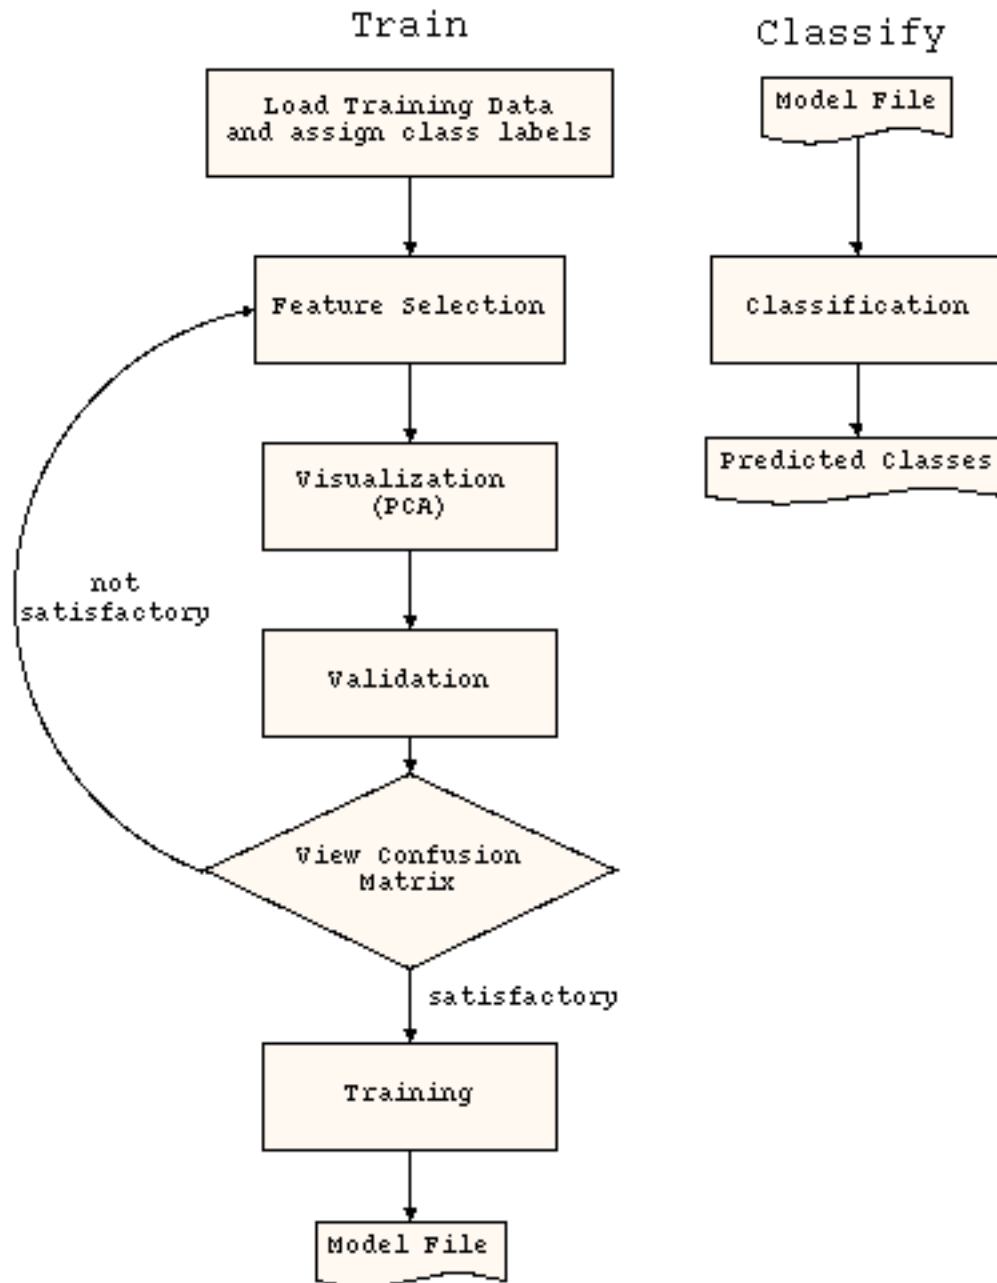 Train
Load Training Data
and assign class labels
Feature Selection
Visualization
(PCA)
not
satisfactory
Validation
View Confusion
Matrix
satisfactory
Training
Model File
Classify
Model File
Classification
Predicted Classes